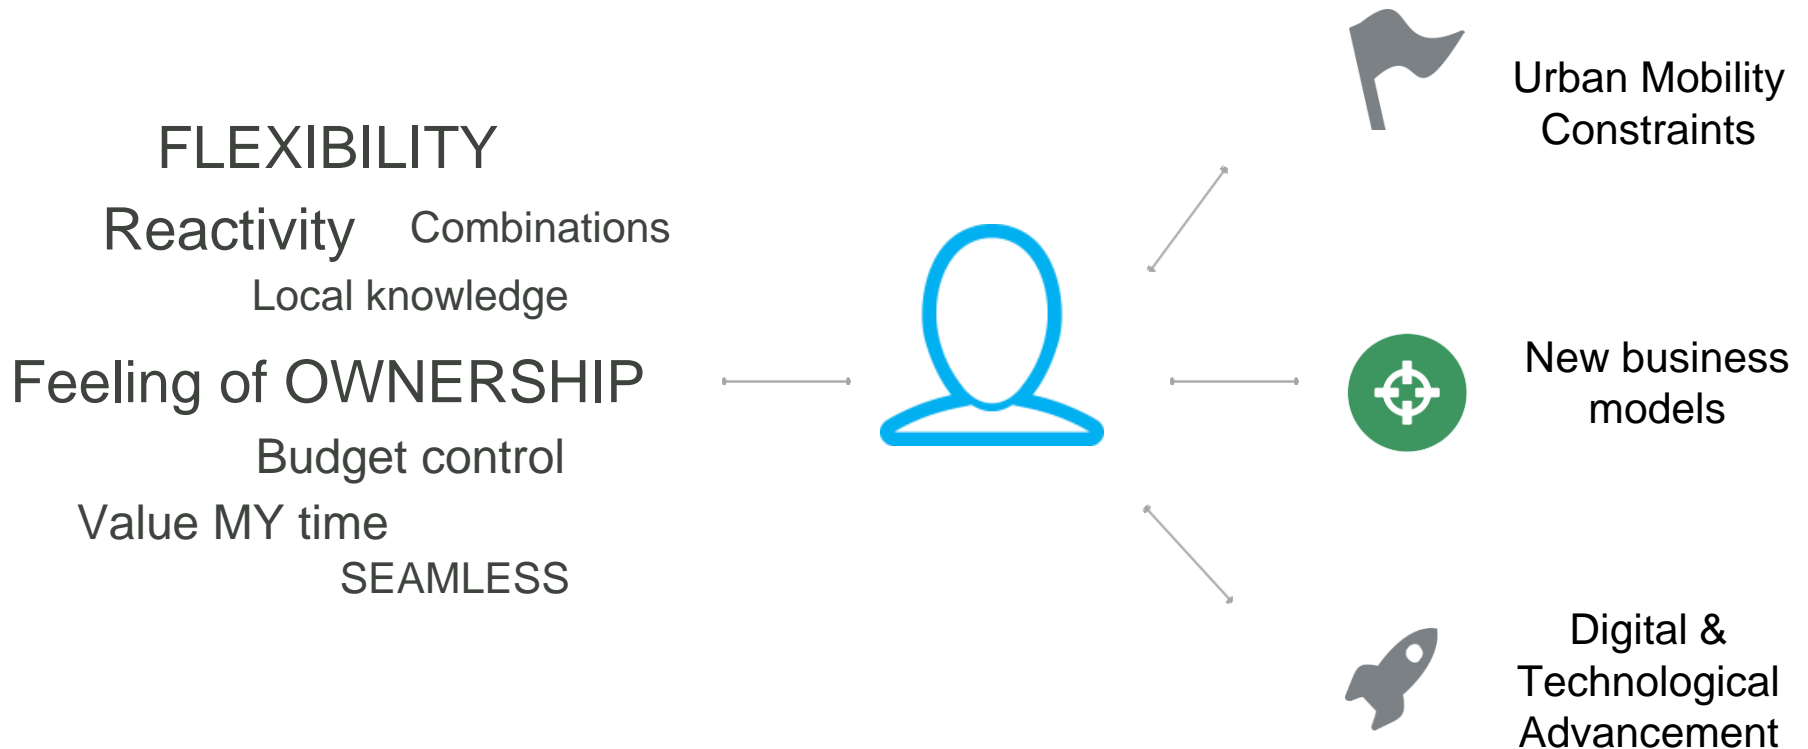 FLEXIBILITY
Reactivity Combinations
Local knowledge
Feeling of OWNERSHIP
Budget control
Value MY time
SEAMLESS
Urban Mobility
Constraints
New business
models
Digital &
Technological
Advancement